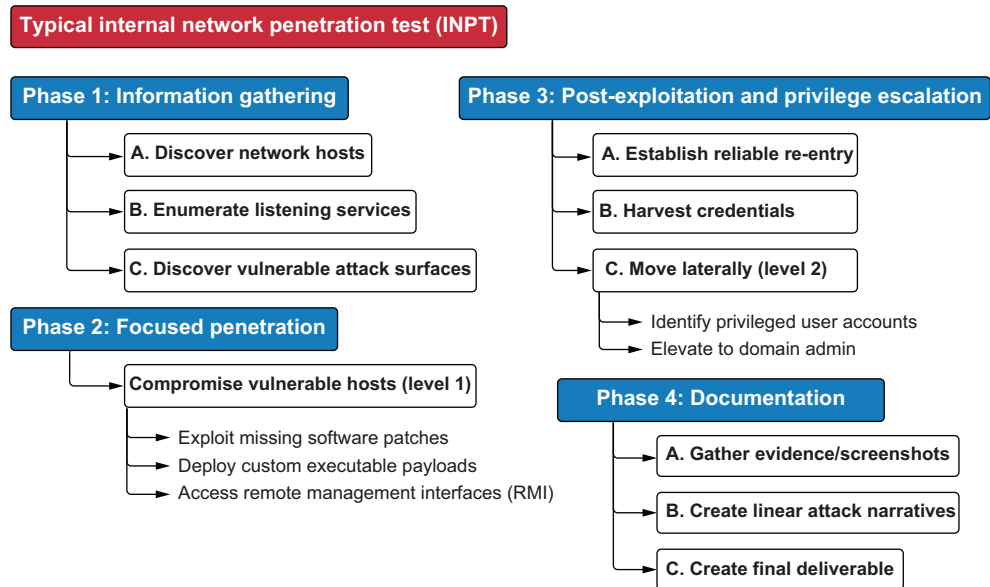 Typical internal network penetration test (INPT)
Phase 1: Information gathering
A. Discover network hosts
B. Enumerate listening services
C. Discover vulnerable attack surfaces
Phase 2: Focused penetration
Compromise vulnerable hosts (level 1)
Exploit missing software patches
Deploy custom executable payloads
Access remote management interfaces (RMI)
Phase 3: Post-exploitation and privilege escalation
A. Establish reliable re-entry
B. Harvest credentials
C. Move laterally (level 2)
Identify privileged user accounts
Elevate to domain admin
Phase 4: Documentation
A. Gather evidence/screenshots
B. Create linear attack narratives
C. Create final deliverable